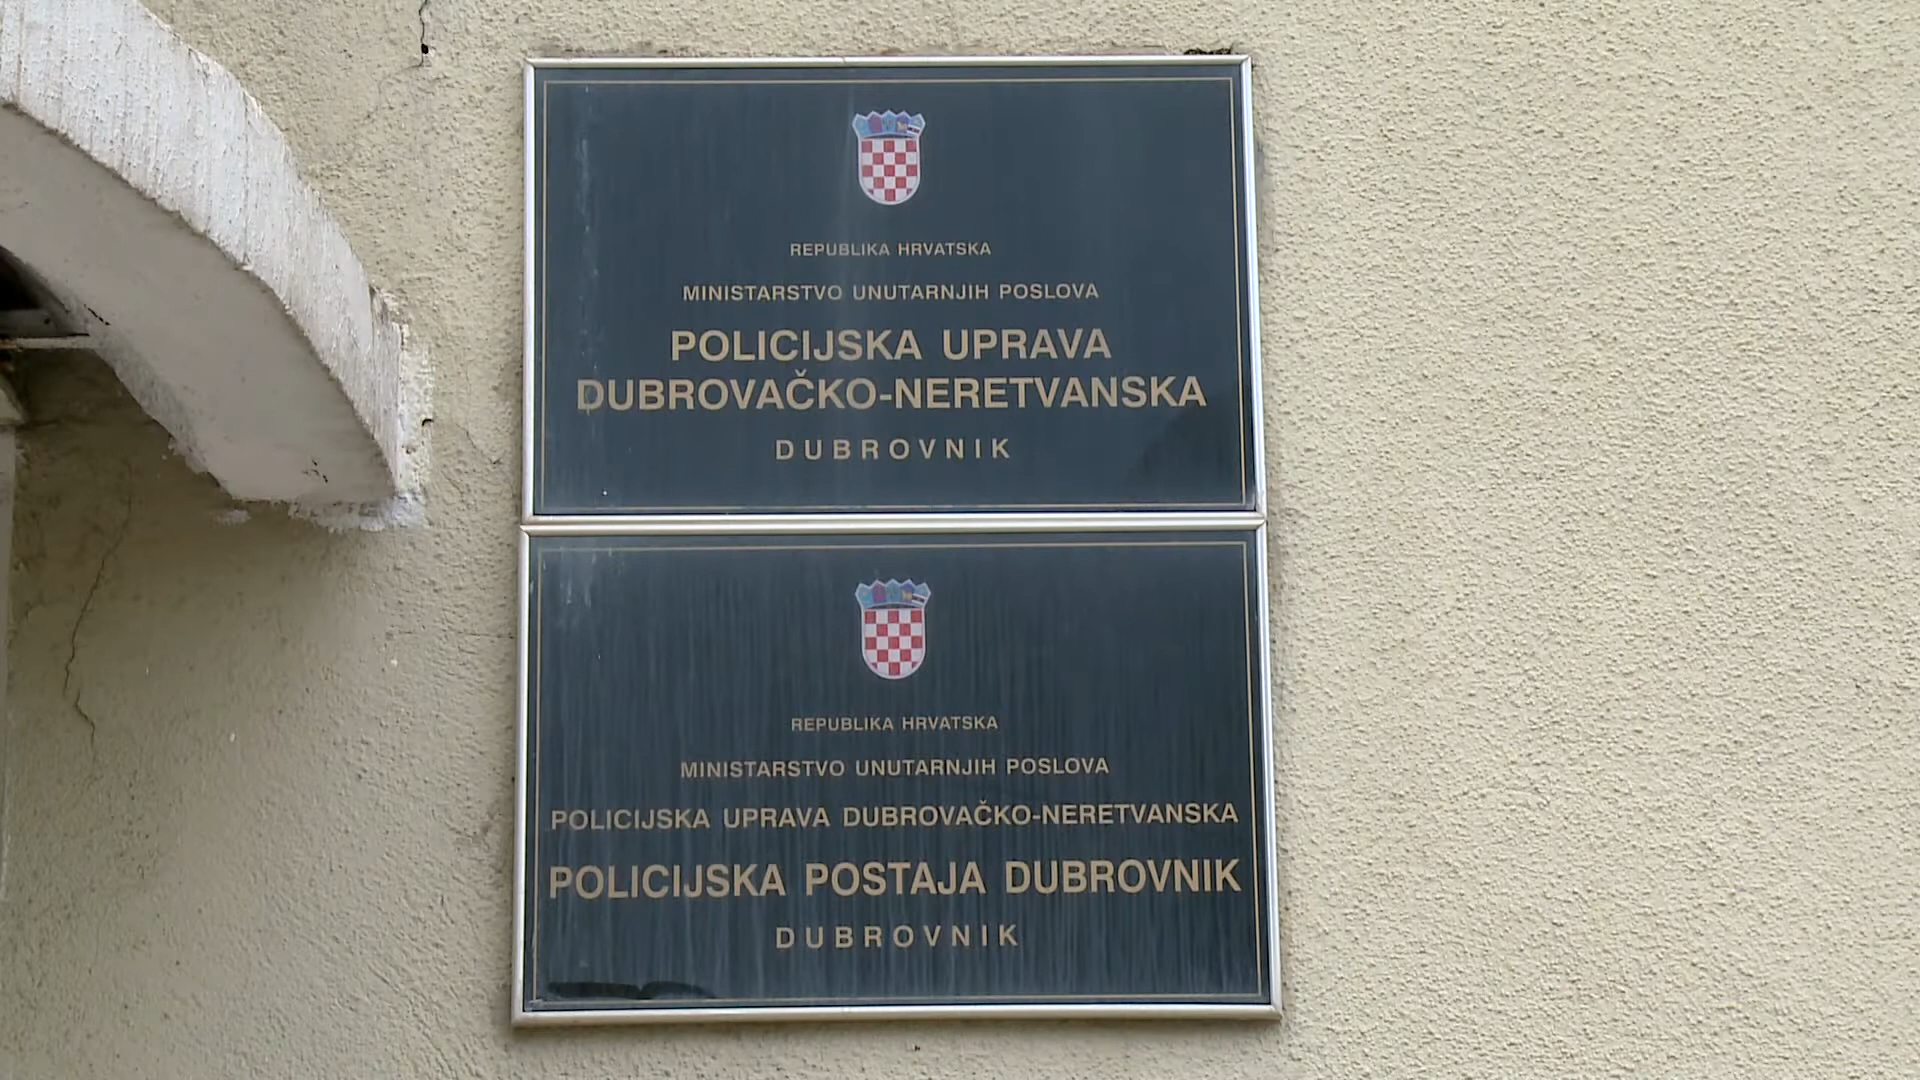 REPUBLIKA HRVATSKA
MINISTARSTVO UNUTARNJIH POSLOVA
POLICIJSKA UPRAVA
DUBROVAČKO-NERETVANSKA
DUBROVNIK
REPUBLIKA HRVATSKA
MINISTARSTVO UNUTARNJIH POSLOVA
POLICIJSKA UPRAVA DUBROVAČKO-NERETVANSKA
POLICIJSKA POSTAJA DUBROVNIK
DUBROVNIK